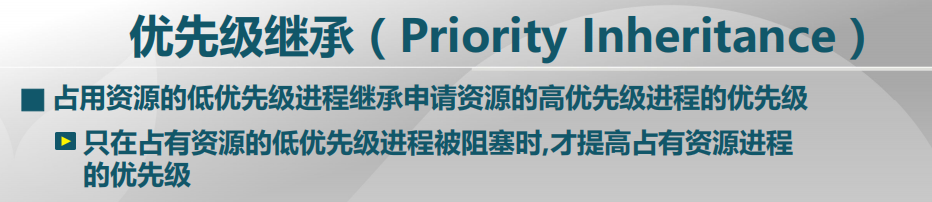 优先级继承（Priority Inheritance）
占用资源的低优先级进程继承申请资源的高优先级进程的优先级
只在占有资源的低优先级进程被阻塞时,才提高占有资源进程
的优先级